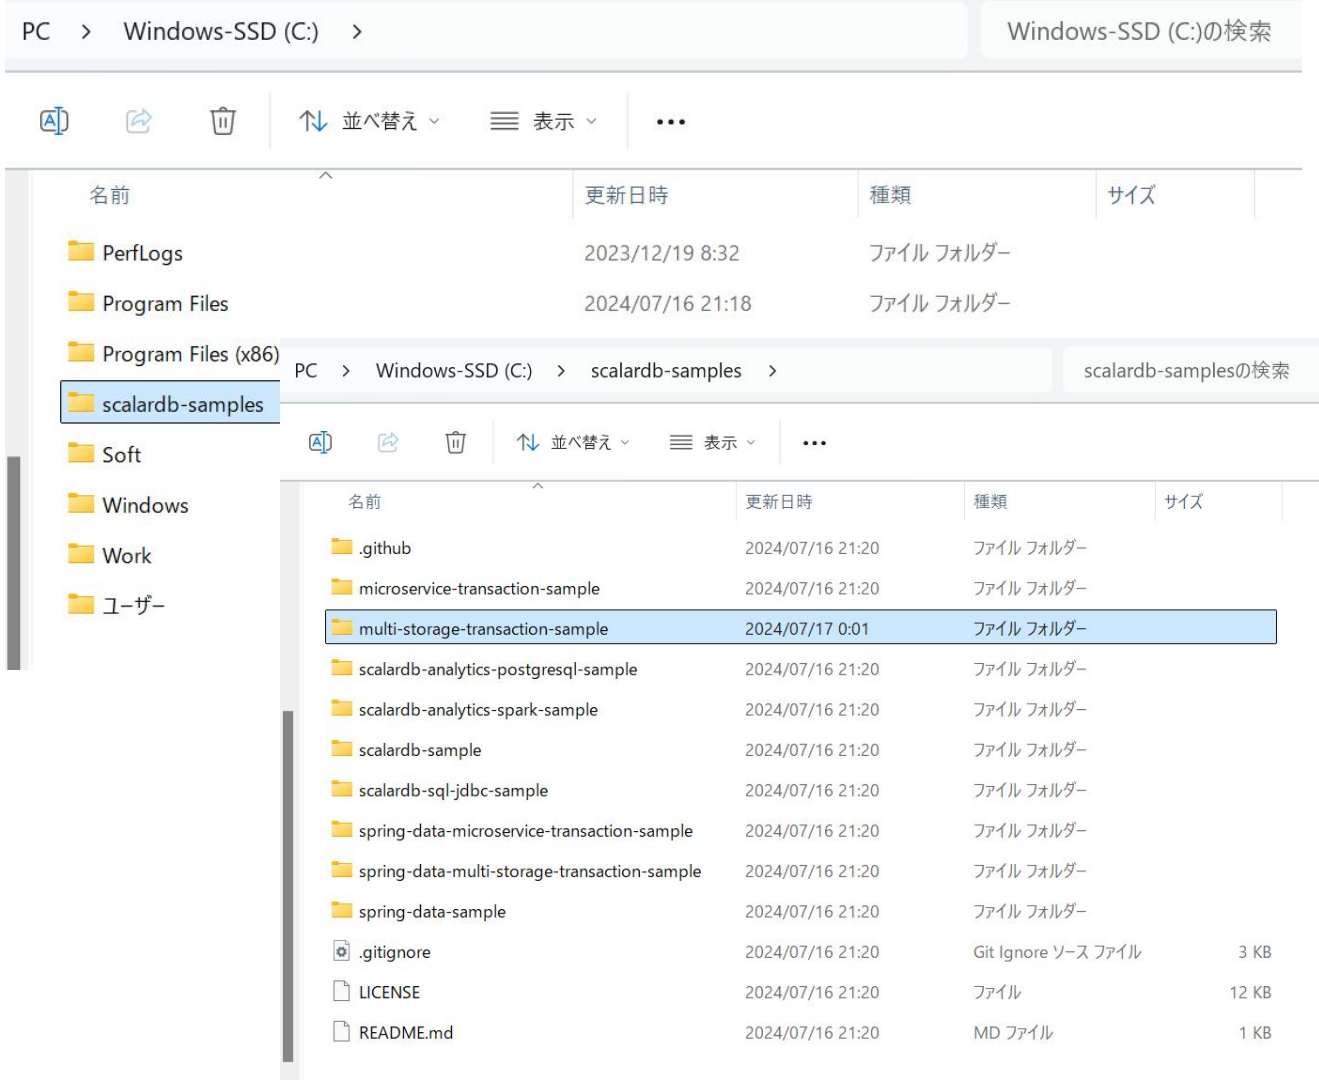 PC > Windows-SSD (C:) > Windows-SSD (C:)の検索
並べ替え 表示 •••
名前 更新日時 種類 サイズ
PerfLogs 2023/12/19 8:32 ファイル フォルダー
Program Files 2024/07/16 21:18 ファイル フォルダー
Program Files (x86)
scalardb-samples
Soft
Windows
Work
ユーザー
PC > Windows-SSD (C:) > scalardb-samples > scalardb-samplesの検索
並べ替え 表示 •••
名前 更新日時 種類 サイズ
.github 2024/07/16 21:20 ファイル フォルダー
microservice-transaction-sample 2024/07/16 21:20 ファイル フォルダー
multi-storage-transaction-sample 2024/07/17 0:01 ファイル フォルダー
scalardb-analytics-postgresql-sample 2024/07/16 21:20 ファイル フォルダー
scalardb-analytics-spark-sample 2024/07/16 21:20 ファイル フォルダー
scalardb-sample 2024/07/16 21:20 ファイル フォルダー
scalardb-sql-jdbc-sample 2024/07/16 21:20 ファイル フォルダー
spring-data-microservice-transaction-sample 2024/07/16 21:20 ファイル フォルダー
spring-data-multi-storage-transaction-sample 2024/07/16 21:20 ファイル フォルダー
spring-data-sample 2024/07/16 21:20 ファイル フォルダー
.gitignore 2024/07/16 21:20 Git Ignore ソース ファイル 3 KB
LICENSE 2024/07/16 21:20 ファイル 12 KB
README.md 2024/07/16 21:20 MD ファイル 1 KB